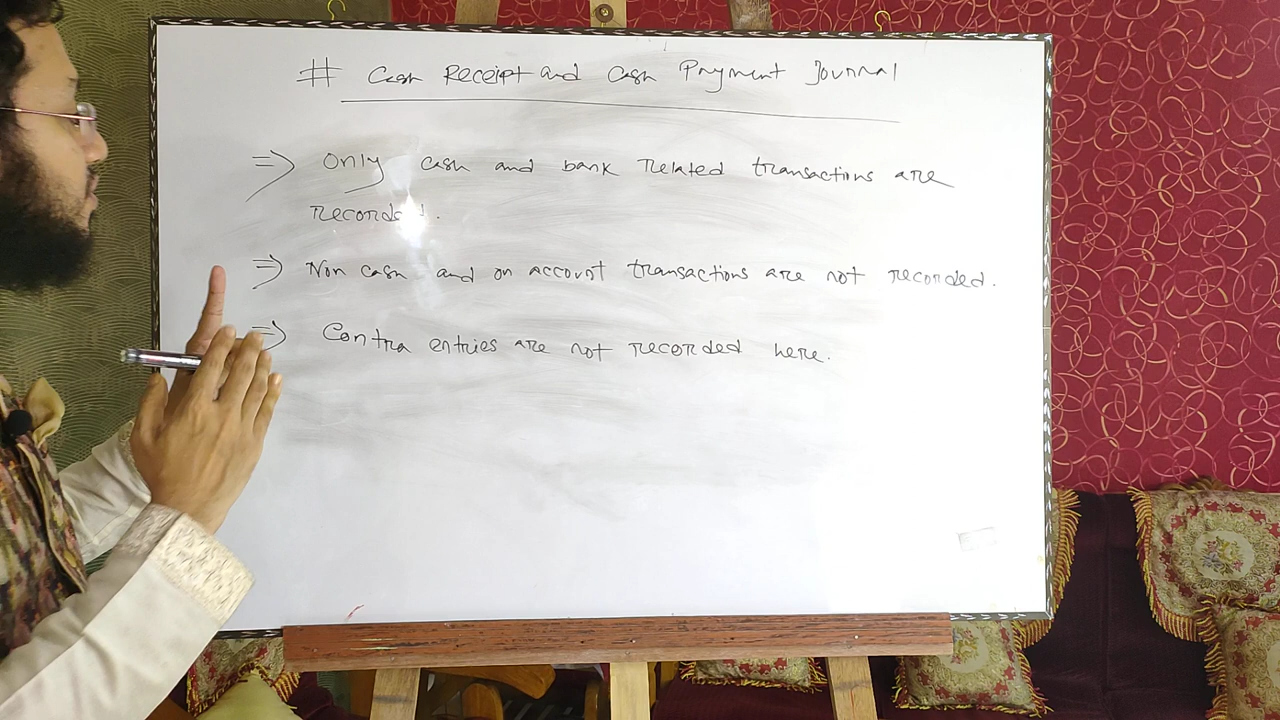 # Cash Receipt and Cash Payment Journal
=> Only cash and bank related transactions are
recorded.
=> Non cash and on account transactions are not recorded.
=> Contra entries are not recorded here.